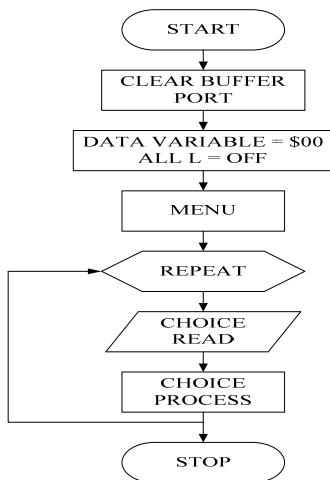 START
CLEAR BUFFER
PORT
DATA VARIABLE = $00
ALL L = OFF
MENU
REPEAT
CHOICE
READ
CHOICE
PROCESS
STOP